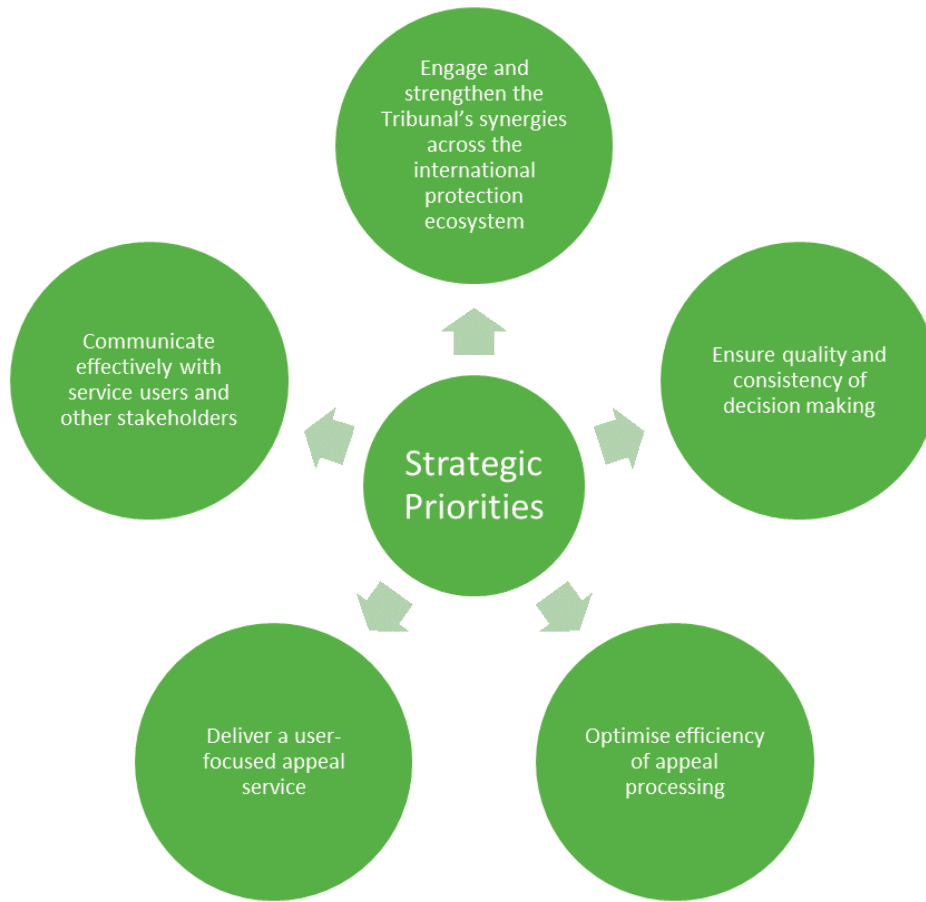 Engage and
strengthen the
Tribunal's synergies
across the
international
protection
ecosystem
Communicate
effectively with
service users and
other stakeholders
Ensure quality and
consistency of
decision making
Strategic
Priorities
Deliver a user-
focused appeal
service
Optimise efficiency
of appeal
processing